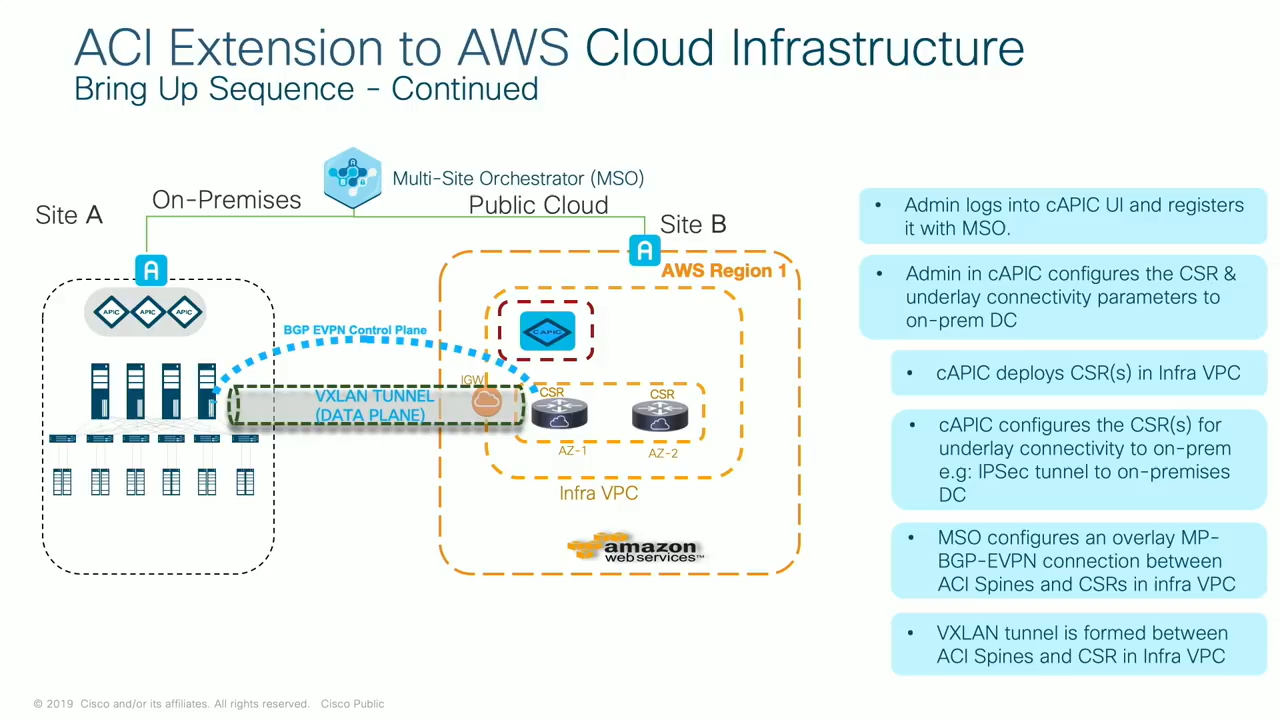 ACI Extension to AWS Cloud Infrastructure
Bring Up Sequence - Continued
Multi-Site Orchestrator (MSO)
On-Premises
Public Cloud
Site A
Site B
A
A
AWS Region 1
APIC
APIC
APIC
CAPIC
BGP EVPN Control Plane
IGW
VXLAN TUNNEL
(DATA PLANE)
CSR
CSR
AZ-1
AZ-2
Infra VPC
amazon
web services™
• Admin logs into cAPIC UI and registers
it with MSO.
• Admin in cAPIC configures the CSR &
underlay connectivity parameters to
on-prem DC
• cAPIC deploys CSR(s) in Infra VPC
• cAPIC configures the CSR(s) for
underlay connectivity to on-prem
e.g: IPSec tunnel to on-premises
DC
• MSO configures an overlay MP-
BGP-EVPN connection between
ACI Spines and CSRs in infra VPC
• VXLAN tunnel is formed between
ACI Spines and CSR in Infra VPC
© 2019 Cisco and/or its affiliates. All rights reserved. Cisco Public